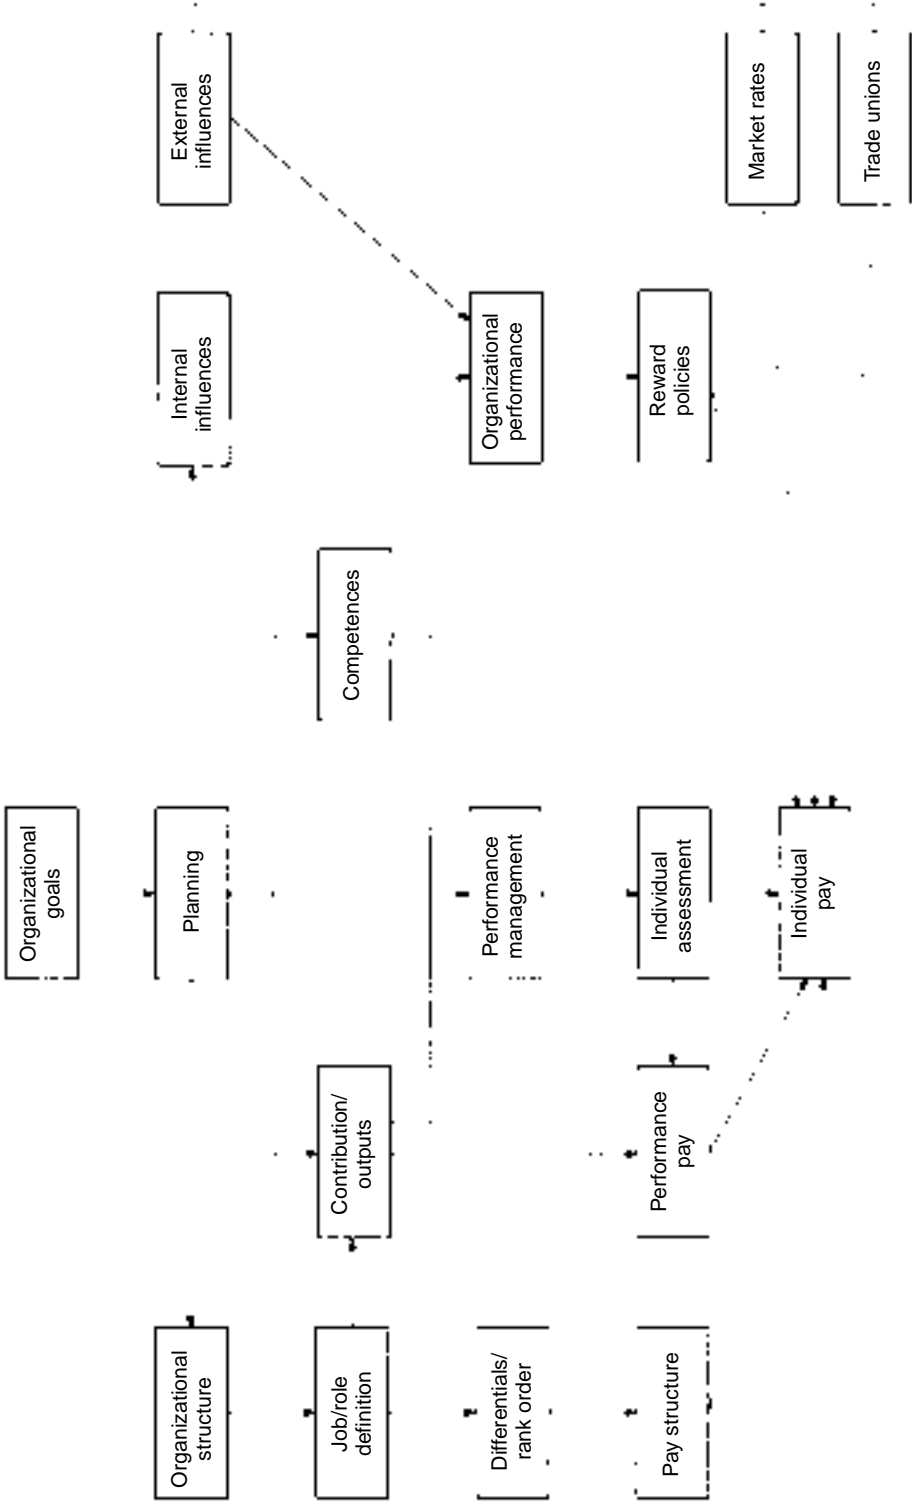 Organizational
goals
Organizational
structure
Planning
Internal
influences
External
influences
Job/role
definition
Contribution/
outputs
Competences
Differentials/
rank order
Performance
management
Organizational
performance
Pay structure
Performance
pay
Individual
assessment
Reward
policies
Market rates
Individual
pay
Trade unions